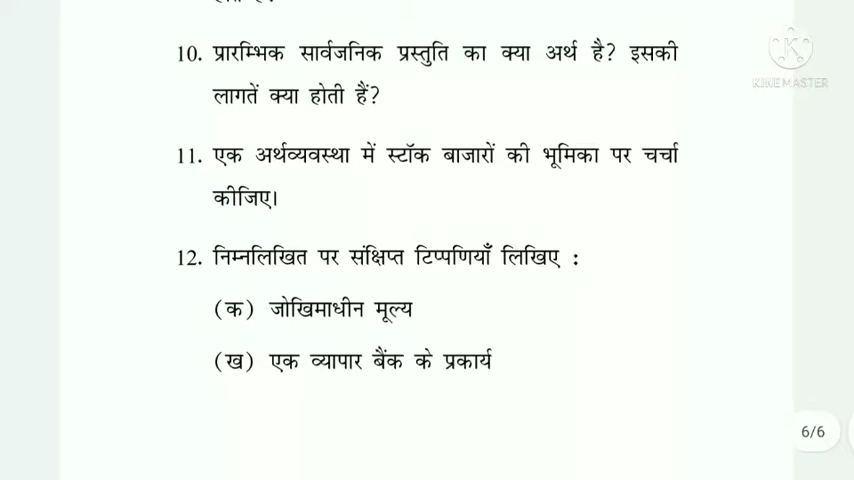 10. प्रारम्भिक सार्वजनिक प्रस्तुति का क्या अर्थ है? इसकी
लागतें क्या होती हैं?
KINEMASTER
11. एक अर्थव्यवस्था में स्टॉक बाजारों की भूमिका पर चर्चा
कीजिए।
12. निम्नलिखित पर संक्षिप्त टिप्पणियाँ लिखिए :
(क) जोखिमाधीन मूल्य
(ख) एक व्यापार बैंक के प्रकार्य
6/6